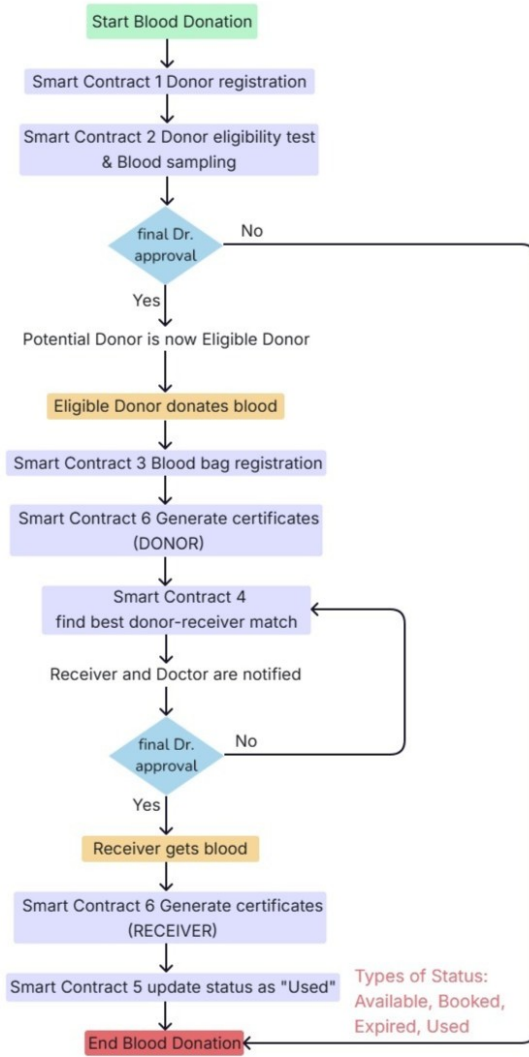 Start Blood Donation
Smart Contract 1 Donor registration
Smart Contract 2 Donor eligibility test
& Blood sampling
final Dr.
approval
No
Yes
Potential Donor is now Eligible Donor
Eligible Donor donates blood
Smart Contract 3 Blood bag registration
Smart Contract 6 Generate certificates
(DONOR)
Smart Contract 4
find best donor-receiver match
Receiver and Doctor are notified
final Dr.
approval
No
Yes
Receiver gets blood
Smart Contract 6 Generate certificates
(RECEIVER)
Smart Contract 5 update status as "Used"
Types of Status:
Available, Booked,
Expired, Used
End Blood Donation